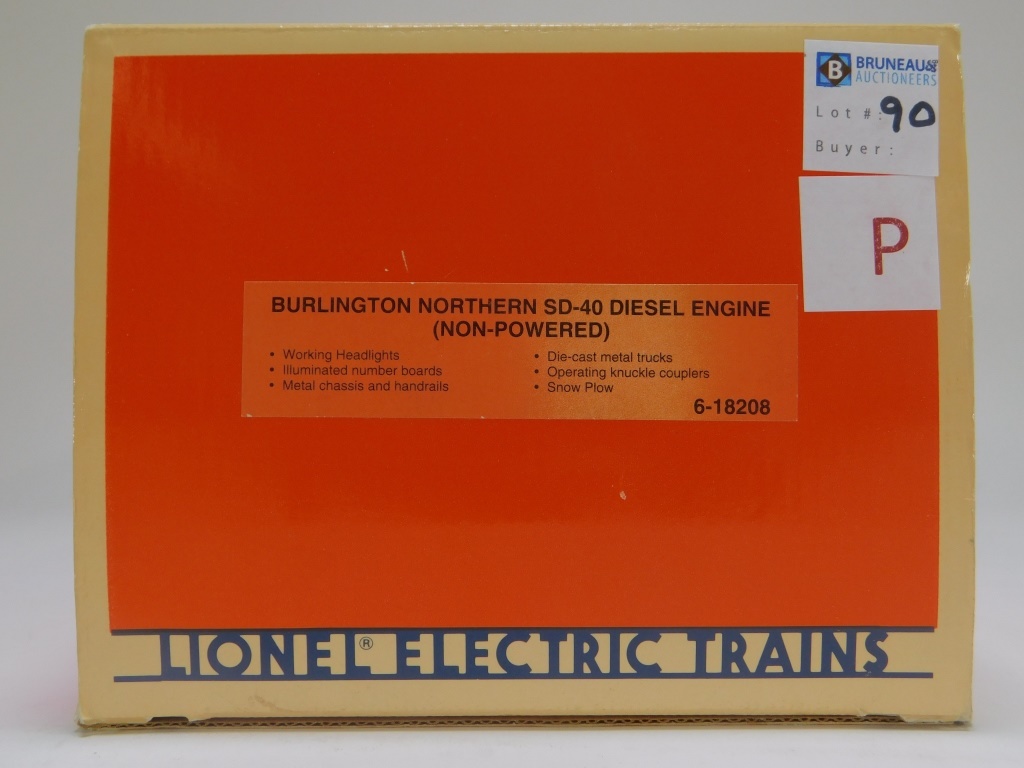 B BRUNEAU &
AUCTIONEERS
Lot #: 90
Buyer:
P
BURLINGTON NORTHERN SD-40 DIESEL ENGINE
(NON-POWERED)
• Working Headlights
• Illuminated number boards
• Metal chassis and handrails
• Die-cast metal trucks
• Operating knuckle couplers
• Snow Plow
6-18208
LIONEL® ELECTRIC TRAINS